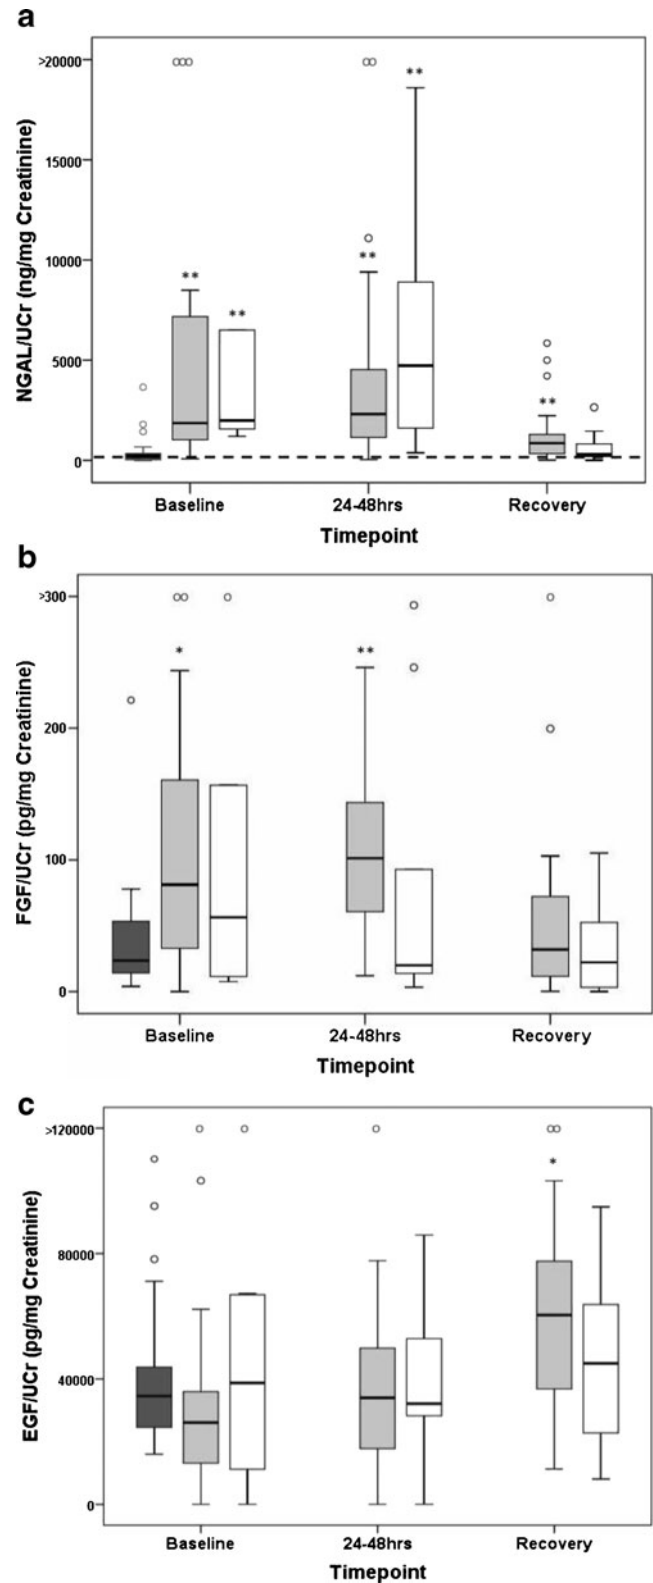 a
>20000
**
15000
NGAL/UCr (ng/mg Creatinine)
**
10000
**
**
5000
**
0
Baseline
24-48hrs
Recovery
Timepoint
b
>300
*
**
FGF/UCr (pg/mg Creatinine)
200
100
0
Baseline
24-48hrs
Recovery
Timepoint
c
>120000
*
EGF/UCr (pg/mg Creatinine)
80000
40000
0
Baseline
24-48hrs
Recovery
Timepoint